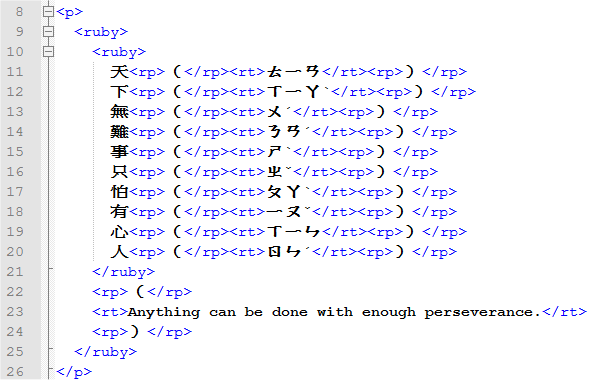 8 <p>
9 <ruby>
10 <ruby>
11 天<rp>(</rp><rt>ㄊㄧㄢ</rt><rp>)</rp>
12 下<rp>(</rp><rt>ㄒㄧㄚˋ</rt><rp>)</rp>
13 無<rp>(</rp><rt>ㄨˊ</rt><rp>)</rp>
14 難<rp>(</rp><rt>ㄋㄢˊ</rt><rp>)</rp>
15 事<rp>(</rp><rt>ㄕˋ</rt><rp>)</rp>
16 只<rp>(</rp><rt>ㄓˇ</rt><rp>)</rp>
17 怕<rp>(</rp><rt>ㄆㄚˋ</rt><rp>)</rp>
18 有<rp>(</rp><rt>ㄧㄡˇ</rt><rp>)</rp>
19 心<rp>(</rp><rt>ㄒㄧㄣ</rt><rp>)</rp>
20 人<rp>(</rp><rt>ㄖㄣˊ</rt><rp>)</rp>
21 </ruby>
22 <rp>(</rp>
23 <rt>Anything can be done with enough perseverance.</rt>
24 <rp>)</rp>
25 </ruby>
26 </p>